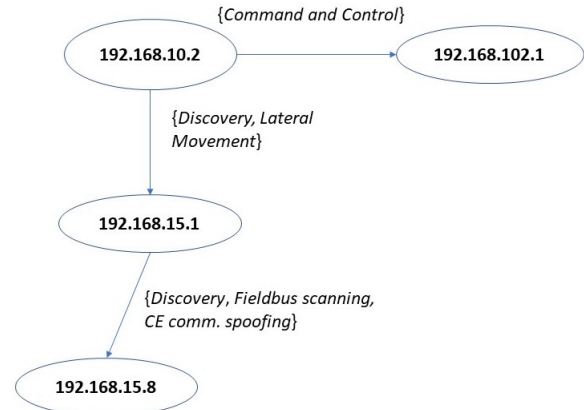 {Command and Control}
192.168.10.2
192.168.102.1
{Discovery, Lateral
Movement}
192.168.15.1
{Discovery, Fieldbus scanning,
CE comm. spoofing}
192.168.15.8